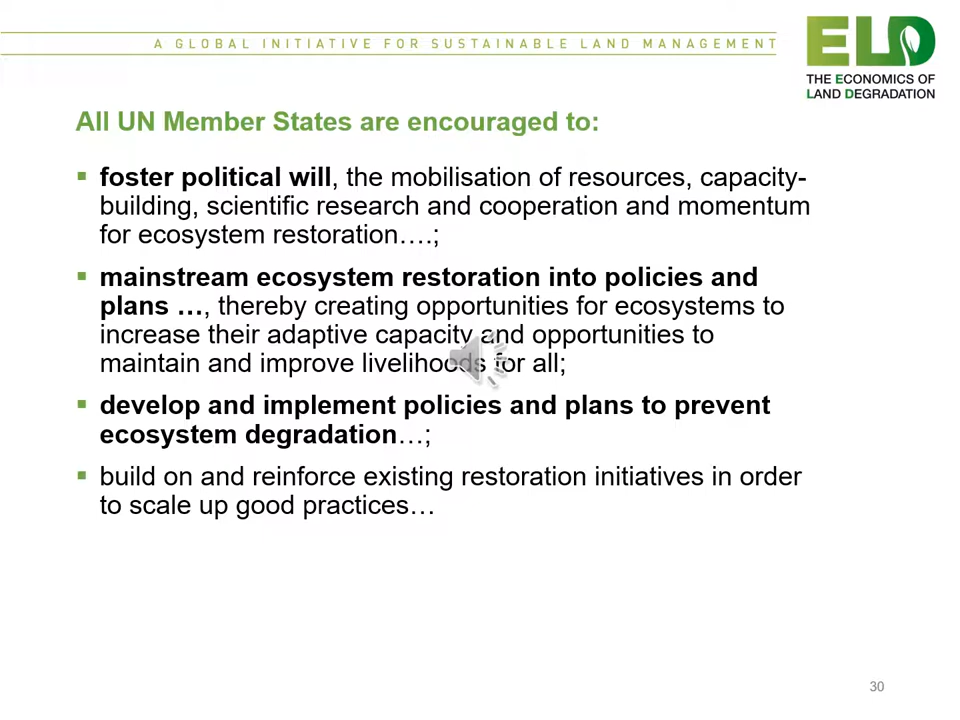 A GLOBAL INITIATIVE FOR SUSTAINABLE LAND MANAGEMENT
ELD
THE ECONOMICS OF
LAND DEGRADATION
All UN Member States are encouraged to:
▪ foster political will, the mobilisation of resources, capacity-
building, scientific research and cooperation and momentum
for ecosystem restoration….;
▪ mainstream ecosystem restoration into policies and
plans …, thereby creating opportunities for ecosystems to
increase their adaptive capacity and opportunities to
maintain and improve livelihoods for all;
▪ develop and implement policies and plans to prevent
ecosystem degradation…;
▪ build on and reinforce existing restoration initiatives in order
to scale up good practices…
30